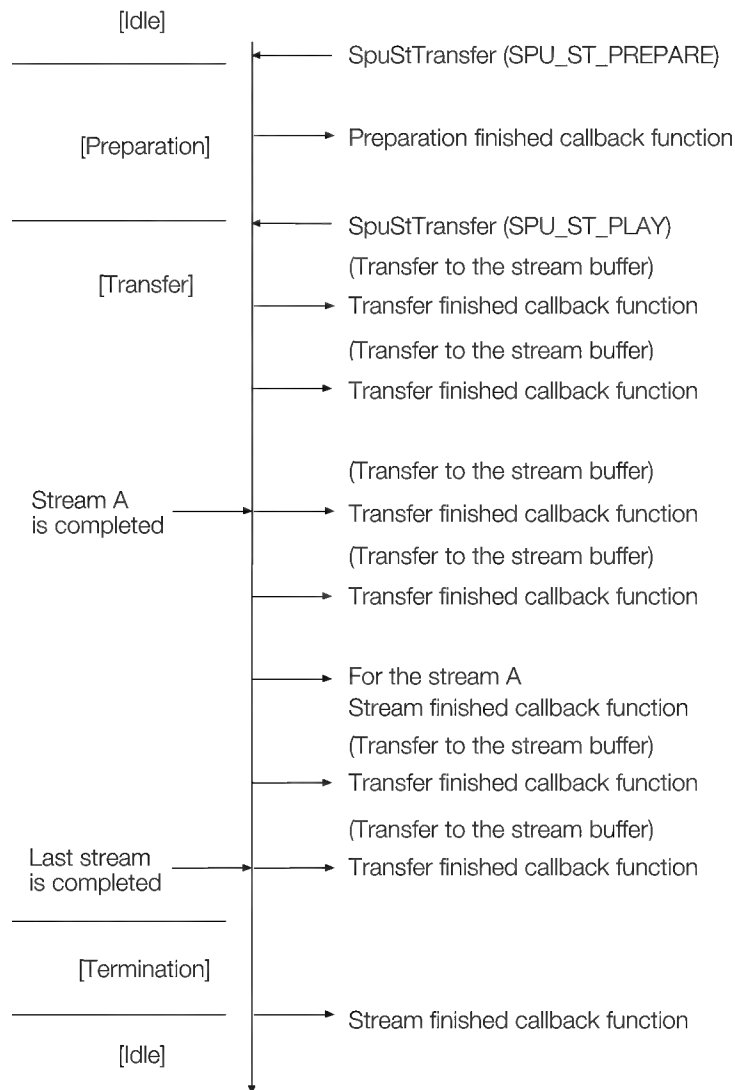 [Idle]
SpuStTransfer (SPU_ST_PREPARE)
[Preparation]
Preparation finished callback function
SpuStTransfer (SPU_ST_PLAY)
(Transfer to the stream buffer)
[Transfer]
Transfer finished callback function
(Transfer to the stream buffer)
Transfer finished callback function
(Transfer to the stream buffer)
Stream A
is completed
Transfer finished callback function
(Transfer to the stream buffer)
Transfer finished callback function
For the stream A
Stream finished callback function
(Transfer to the stream buffer)
Transfer finished callback function
(Transfer to the stream buffer)
Last stream
is completed
Transfer finished callback function
[Termination]
Stream finished callback function
[Idle]